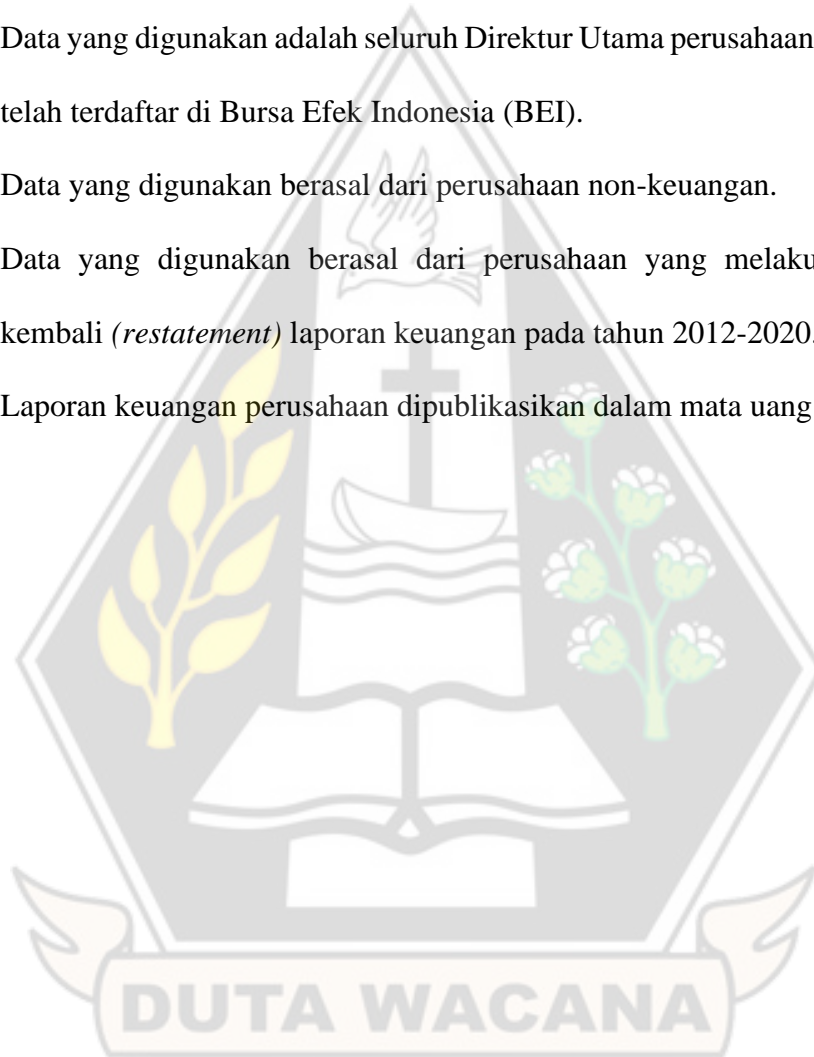 Data yang digunakan adalah seluruh Direktur Utama perusahaan
telah terdaftar di Bursa Efek Indonesia (BEI).
Data yang digunakan berasal dari perusahaan non-keuangan.
Data yang digunakan berasal dari perusahaan yang melaku
kembali (restatement) laporan keuangan pada tahun 2012-2020.
Laporan keuangan perusahaan dipublikasikan dalam mata uang
DUTA WACANA